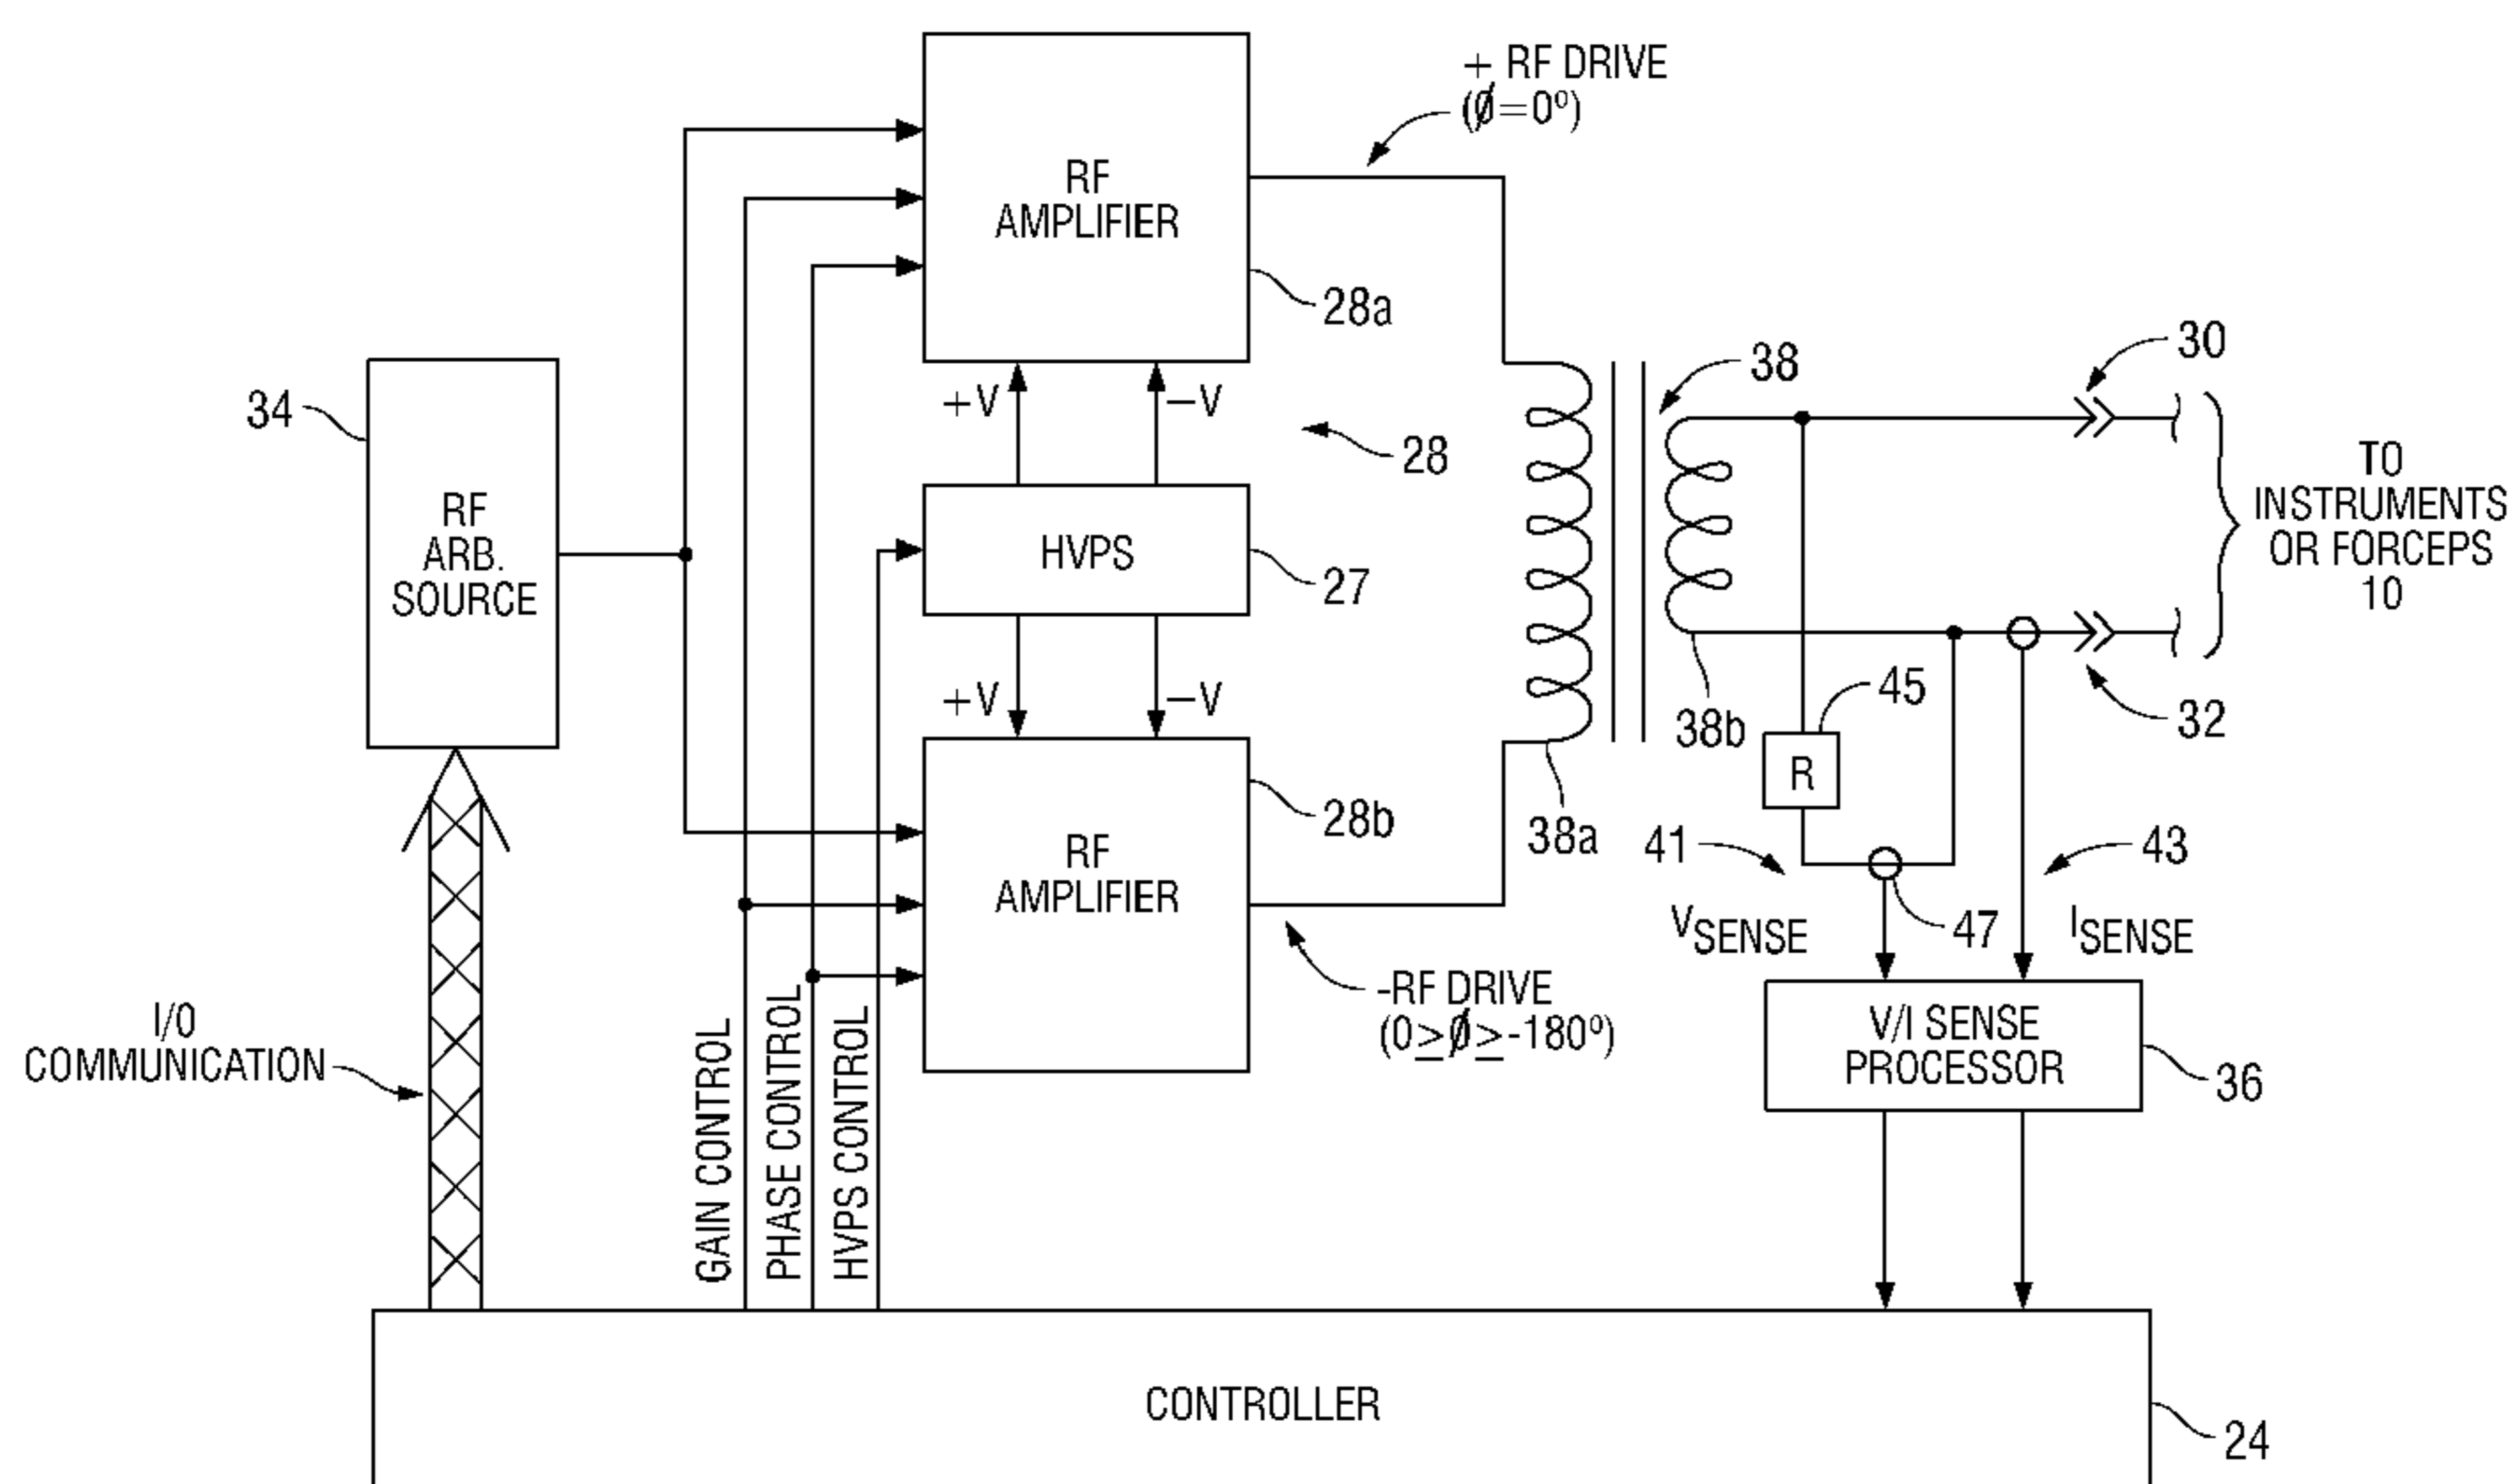 + RF DRIVE
(ø=0º)
RF
AMPLIFIER
28a
30
38
34
+V
–V
28
TO
INSTRUMENTS
OR FORCEPS
10
RF
ARB.
SOURCE
HVPS
27
+V
–V
45
38b
32
R
28b
38a
41
43
RF
AMPLIFIER
VSENSE
47
ISENSE
-RF DRIVE
(0≥ø≥-180º)
I/O
COMMUNICATION
GAIN CONTROL
PHASE CONTROL
HVPS CONTROL
V/I SENSE
PROCESSOR
36
CONTROLLER
24